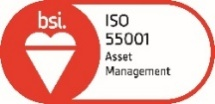 bsi.
ISO
55001
Asset
Management